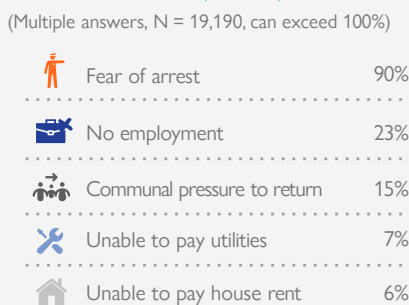 (Multiple answers, N = 19,190, can exceed 100%)
Fear of arrest 90%
No employment 23%
Communal pressure to return 15%
Unable to pay utilities 7%
Unable to pay house rent 6%